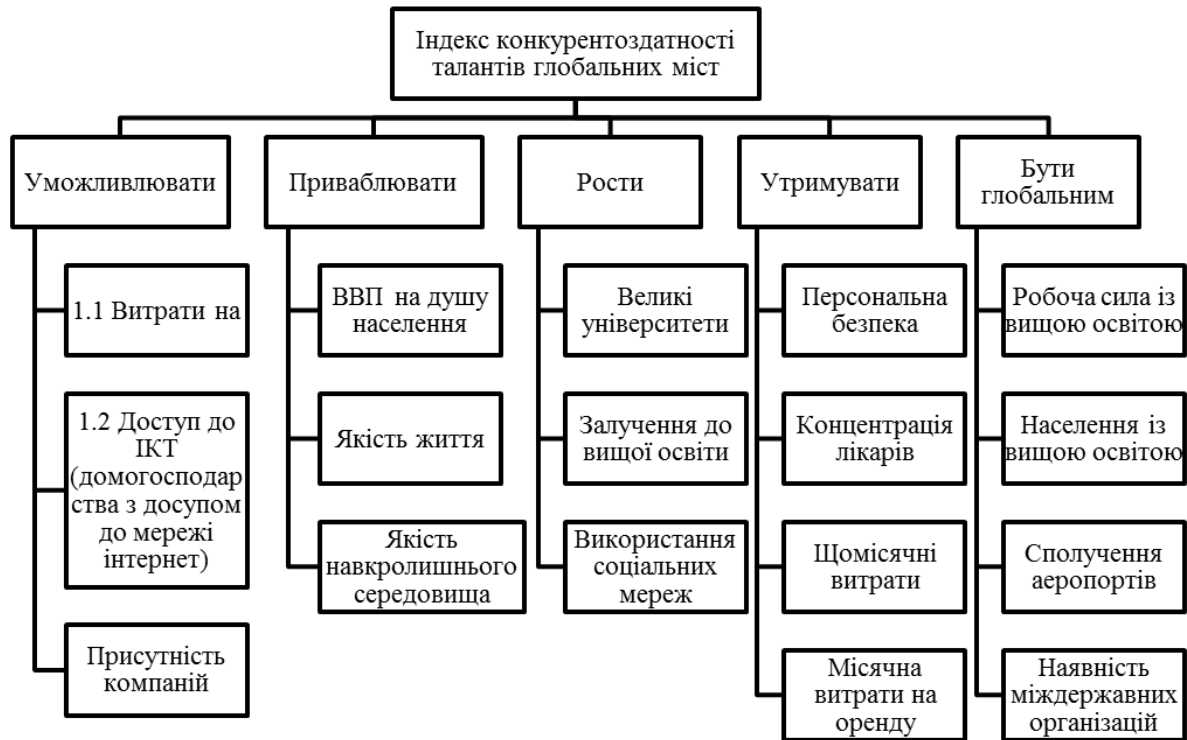 Індекс конкурентоздатності
талантів глобальних міст
Уможливлювати
1.1 Витрати на
1.2 Доступ до
ІКТ
(домогосподар
ства з досупом
до мережі
інтернет)
Присутність
компаній
Приваблювати
ВВП на душу
населення
Якість життя
Якість
навкролишнього
середовища
Рости
Великі
університети
Залучення до
вищої освіти
Використання
соціальних
мереж
Утримувати
Персональна
безпека
Концентрація
лікарів
Щомісячні
витрати
Місячна
витрати на
оренду
Бути
глобальним
Робоча сила із
вищою освітою
Населення із
вищою освітою
Сполучення
аеропортів
Наявність
міждержавних
організацій